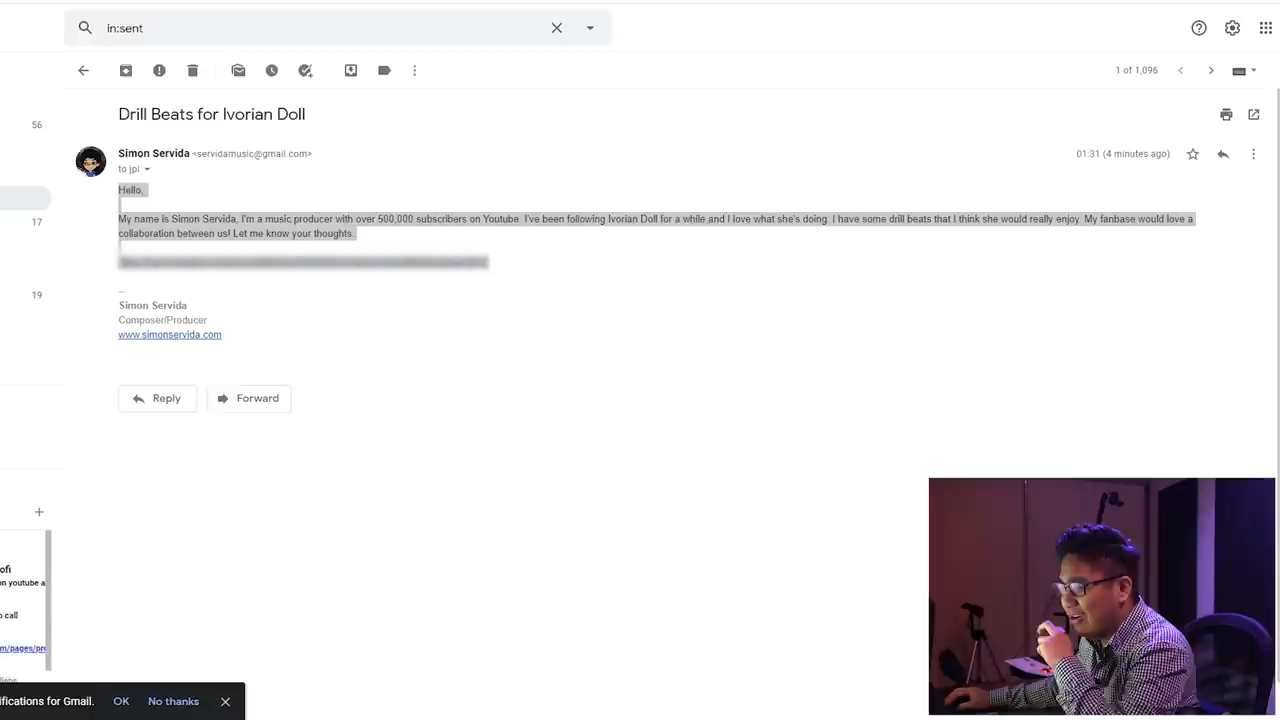 in:sent
1 of 1,096
Drill Beats for Ivorian Doll
56
Simon Servida <servidamusic@gmail.com>
01.31 (4 minutes ago)
to jpi
Hello,
My name is Simon Servida, I'm a music producer with over 500,000 subscribers on Youtube. I've been following Ivorian Doll for a while and I love what she's doing. I have some drill beats that I think she would really enjoy. My fanbase would love a
17
collaboration between us! Let me know your thoughts.
19
--
Simon Servida
Composer/Producer
www.simonservida.com
Reply
Forward
ofi
on youtube a
o call
m/pages/pr
ifications for Gmail.
OK
No thanks